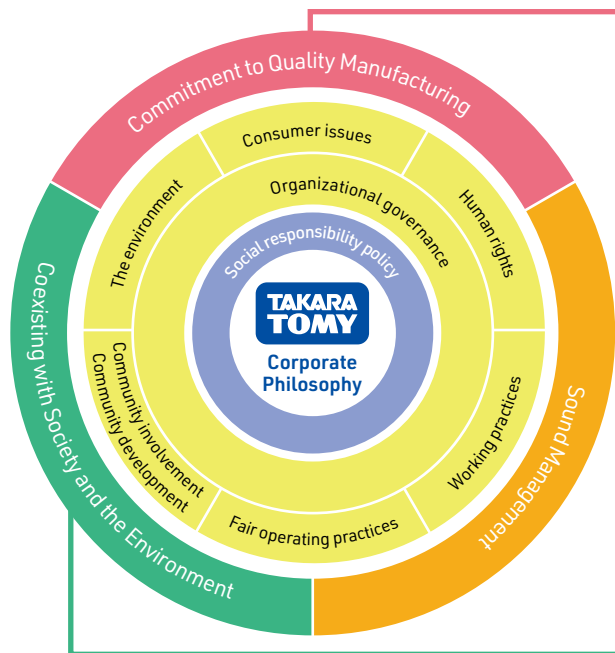 Commitment to Quality Manufacturing
Consumer issues
The environment
Organizational governance
Human rights
Social responsibility policy
TAKARA
TOMY
Corporate
Philosophy
Coexisting with Society and the Environment
Community involvement
Community development
Working practices
Sound Management
Fair operating practices